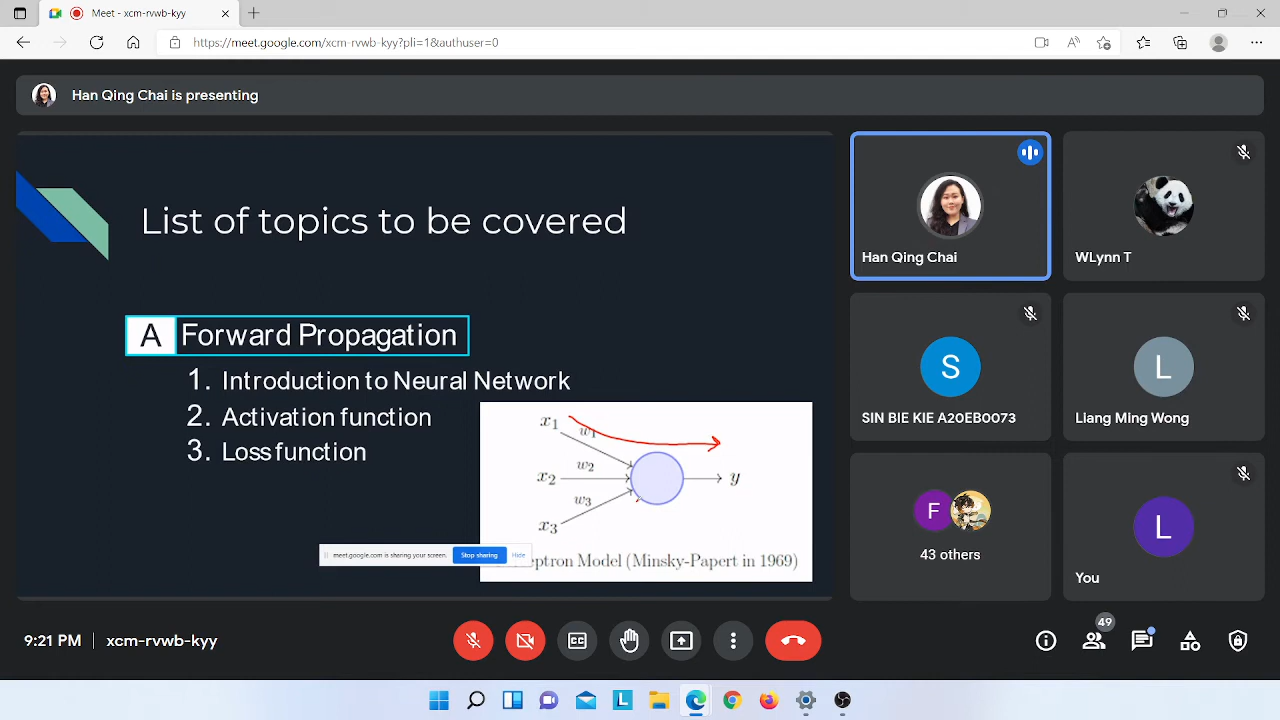 Meet - xcm-rvwb-kyy
https://meet.google.com/xcm-rvwb-kyy?pli=1&authuser=0
Han Qing Chai is presenting
List of topics to be covered
A Forward Propagation
1. Introduction to Neural Network
2. Activation function
3. Loss function
x1
w1
x2
w2
y
w3
x3
meet.google.com is sharing your screen. Stop sharing Hide
Model (Minsky-Papert in 1969)
Han Qing Chai
WLynn T
S
SIN BIE KIE A20EB0073
L
Liang Ming Wong
F
43 others
L
You
9:21 PM | xcm-rvwb-kyy
CC
49
L